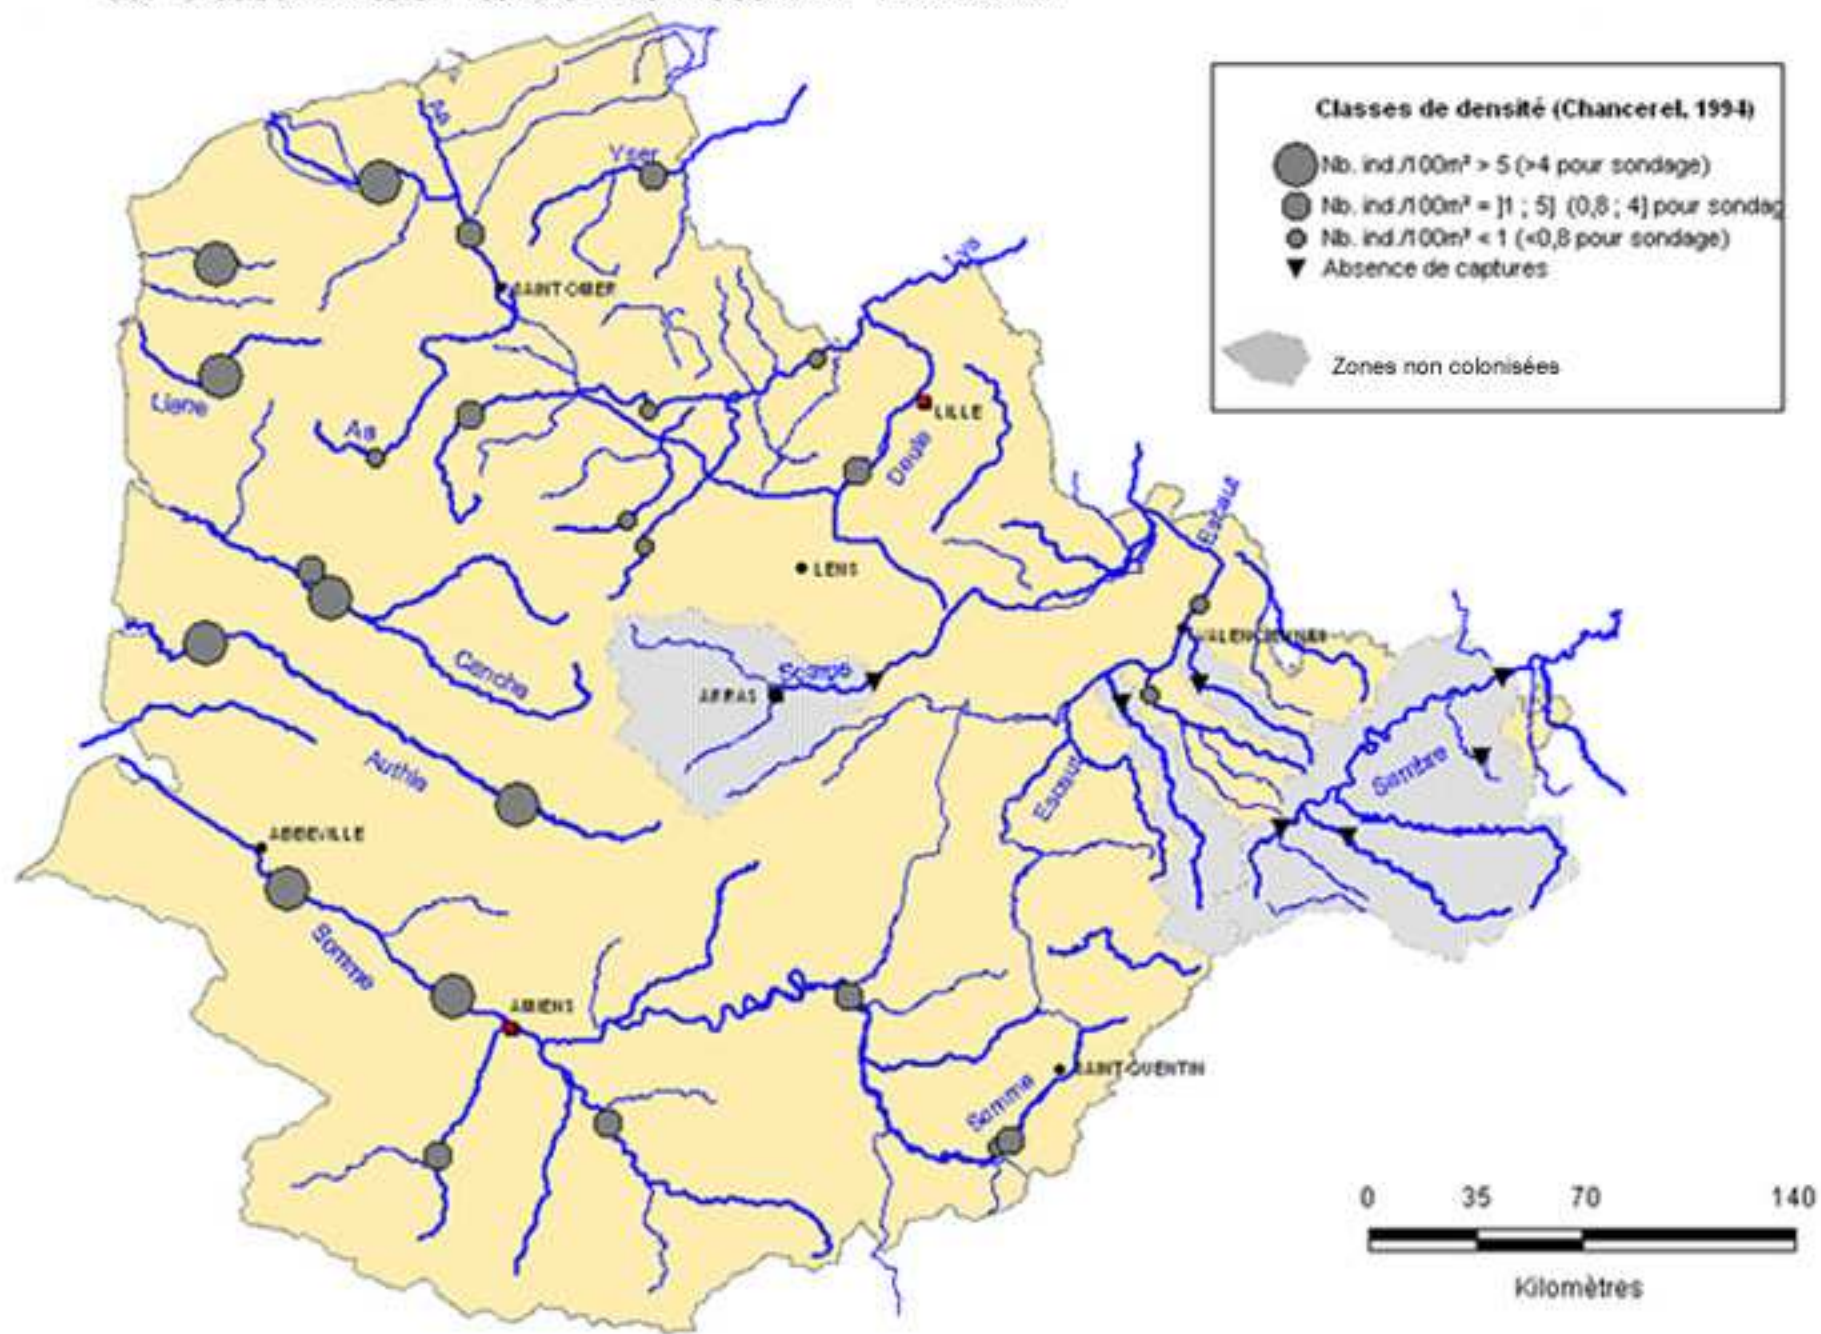 Classes de densité (Chancerel, 1994)
Nb. ind./100m² > 5 (>4 pour sondage)
Nb. ind./100m² = ]1 ; 5] (0,8 ; 4] pour sondag
Nb. ind./100m² < 1 (<0,8 pour sondage)
Absence de captures
Zones non colonisées
Aa
Yser
Lys
SAINT-OMER
Liane
Aa
LILLE
Deule
Escaut
LENS
VALENCIENNES
Canche
Scarpe
ARRAS
Authie
Escaut
Sambre
ABBEVILLE
Somme
AMIENS
SAINT-QUENTIN
Somme
0 35 70 140
Kilomètres